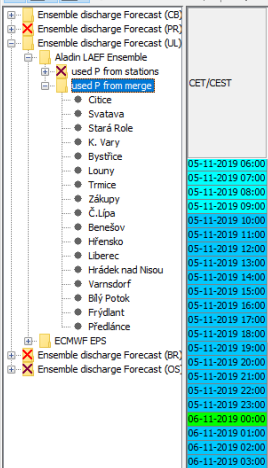 Ensemble discharge Forecast (CB)
Ensemble discharge Forecast (PR)
Ensemble discharge Forecast (UL)
Aladin LAEF Ensemble
used P from stations
used P from merge
Citice
Svatava
Stará Role
K. Vary
Bystřice
Louny
Trmice
Zákupy
Č.Lípa
Benešov
Hřensko
Liberec
Hrádek nad Nisou
Varnsdorf
Bílý Potok
Frýdlant
Předlánce
ECMWF EPS
Ensemble discharge Forecast (BR)
Ensemble discharge Forecast (OS)
CET/CEST
05-11-2019 06:00
05-11-2019 07:00
05-11-2019 08:00
05-11-2019 09:00
05-11-2019 10:00
05-11-2019 11:00
05-11-2019 12:00
05-11-2019 13:00
05-11-2019 14:00
05-11-2019 15:00
05-11-2019 16:00
05-11-2019 17:00
05-11-2019 18:00
05-11-2019 19:00
05-11-2019 20:00
05-11-2019 21:00
05-11-2019 22:00
05-11-2019 23:00
06-11-2019 00:00
06-11-2019 01:00
06-11-2019 02:00
06-11-2019 03:00